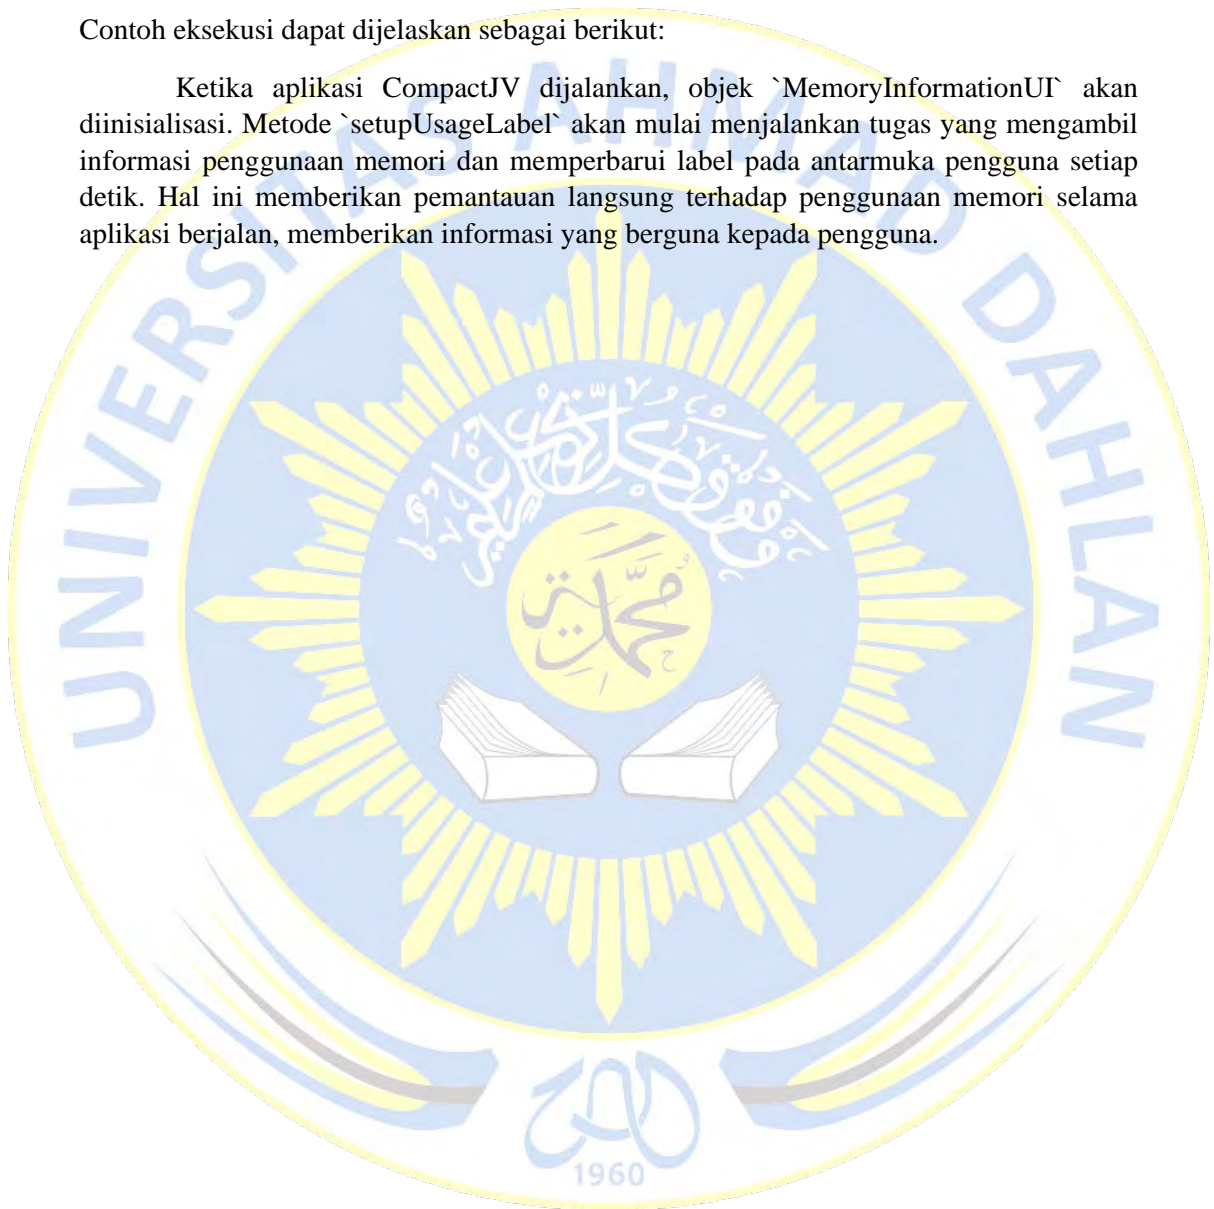 Contoh eksekusi dapat dijelaskan sebagai berikut:
Ketika aplikasi CompactJV dijalankan, objek `MemoryInformationUI` akan
diinisialisasi. Metode `setupUsageLabel` akan mulai menjalankan tugas yang mengambil
informasi penggunaan memori dan memperbarui label pada antarmuka pengguna setiap
detik. Hal ini memberikan pemantauan langsung terhadap penggunaan memori selama
aplikasi berjalan, memberikan informasi yang berguna kepada pengguna.
UNIVERSITAS AHMAD DAHLAN
محمدية
1960